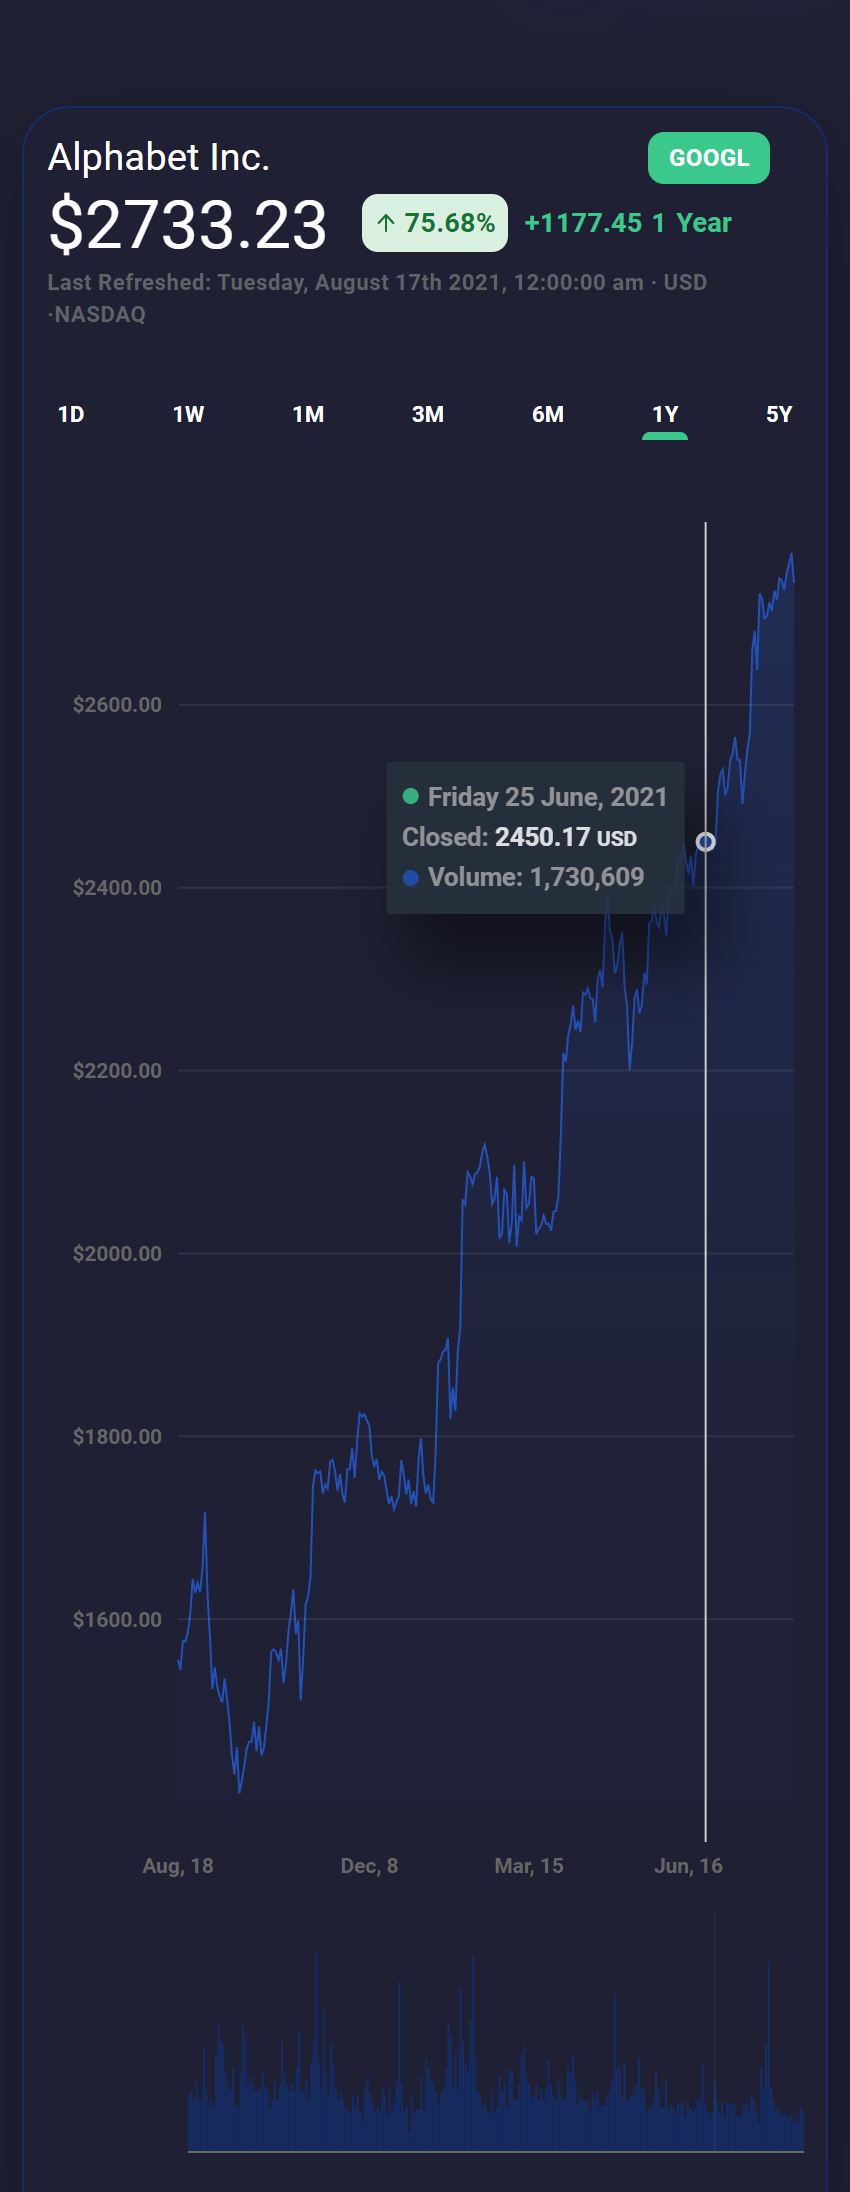 Alphabet Inc.
GOOGL
$2733.23
↑ 75.68%
+1177.45 1 Year
Last Refreshed: Tuesday, August 17th 2021, 12:00:00 am · USD
·NASDAQ
1D 1W 1M 3M 6M 1Y 5Y
$2600.00
Friday 25 June, 2021
Closed: 2450.17 USD
Volume: 1,730,609
$2400.00
$2200.00
$2000.00
$1800.00
$1600.00
Aug, 18 Dec, 8 Mar, 15 Jun, 16